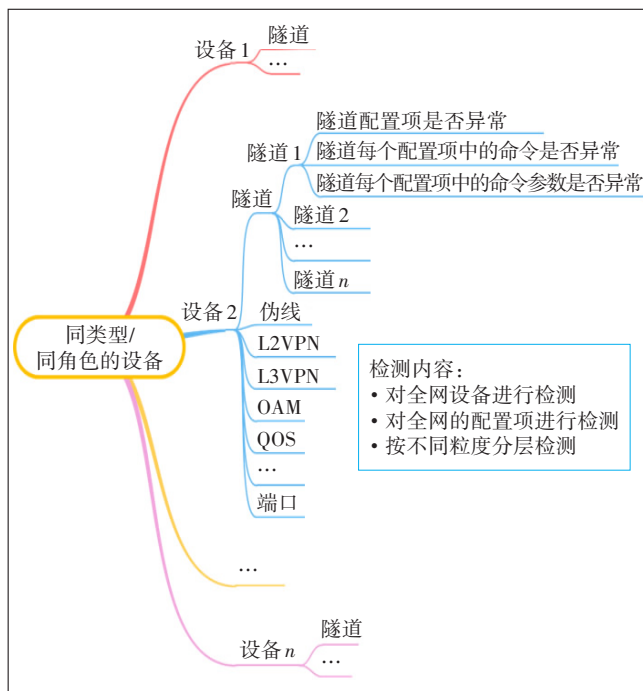 设备1
隧道
…
隧道配置项是否异常
隧道1
隧道每个配置项中的命令是否异常
隧道每个配置项中的命令参数是否异常
隧道
隧道2
…
隧道n
设备2
伪线
L2VPN
L3VPN
OAM
QOS
…
端口
同类型/
同角色的设备
检测内容：
• 对全网设备进行检测
• 对全网的配置项进行检测
• 按不同粒度分层检测
…
设备n
隧道
…